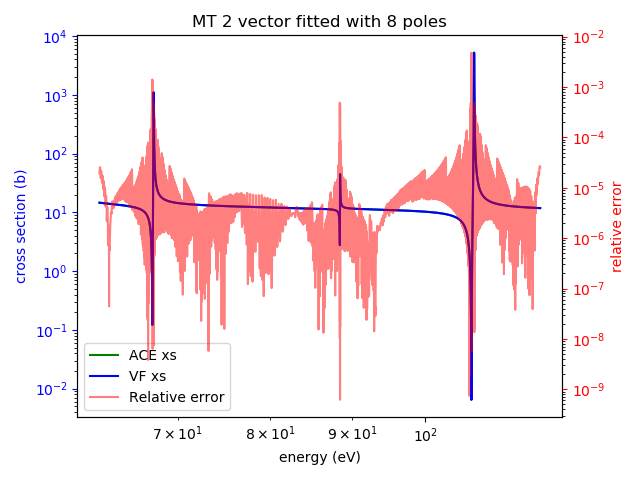 MT 2 vector fitted with 8 poles
cross section (b)
10⁴
10³
10²
10¹
10⁰
10⁻¹
10⁻²
10⁻²
10⁻³
10⁻⁴
10⁻⁵
10⁻⁶
10⁻⁷
10⁻⁸
10⁻⁹
relative error
ACE xs
VF xs
Relative error
7 × 10¹ 8 × 10¹ 9 × 10¹ 10²
energy (eV)